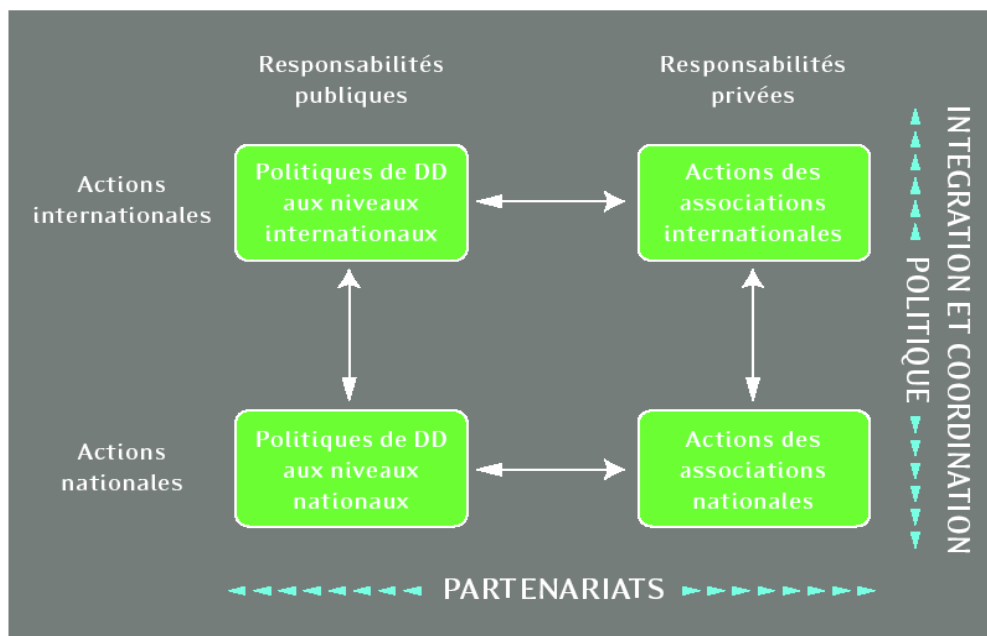 Responsabilités
publiques
Responsabilités
privées
Actions
internationales
Politiques de DD
aux niveaux
internationaux
Actions des
associations
internationales
Actions
nationales
Politiques de DD
aux niveaux
nationaux
Actions des
associations
nationales
INTEGRATION ET COORDINATION
POLITIQUE
PARTENARIATS